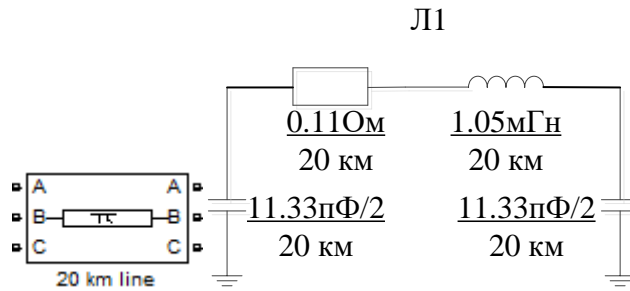 Л1
0.11Ом
20 км
1.05мГн
20 км
11.33пФ/2
20 км
11.33пФ/2
20 км
A A
B B
C C
20 km line